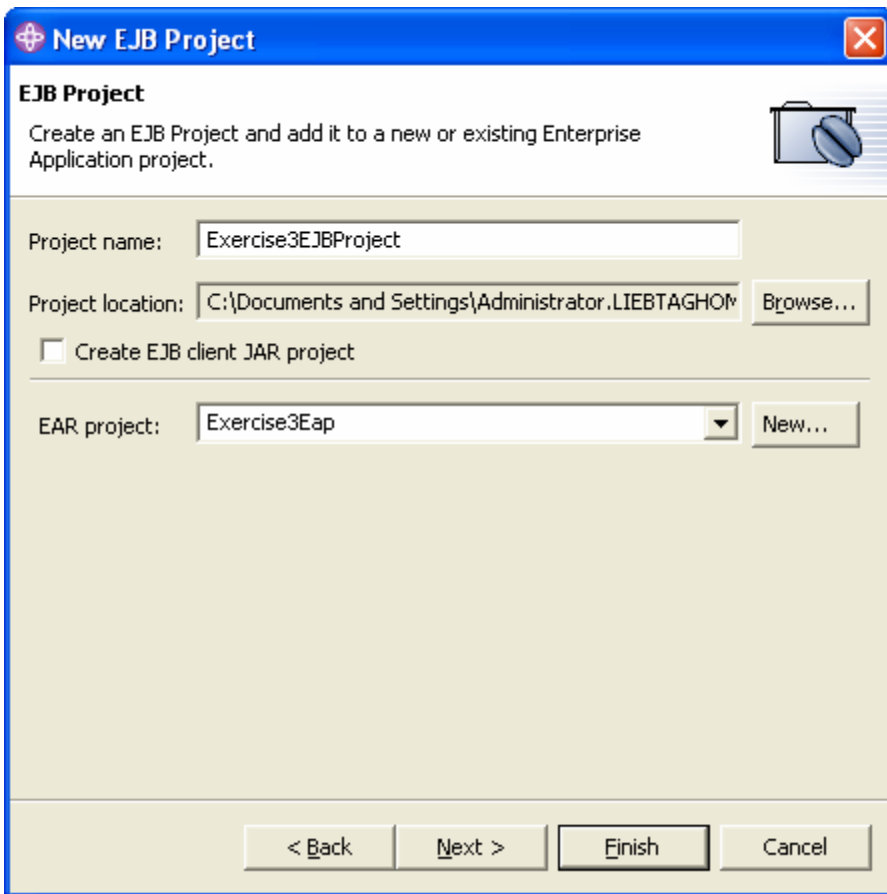 New EJB Project
EJB Project
Create an EJB Project and add it to a new or existing Enterprise
Application project.
Project name: Exercise3EJBProject
Project location: C:\Documents and Settings\Administrator.LIEBTAGHOM Browse...
Create EJB client JAR project
EAR project: Exercise3Eap New...
< Back Next > Finish Cancel